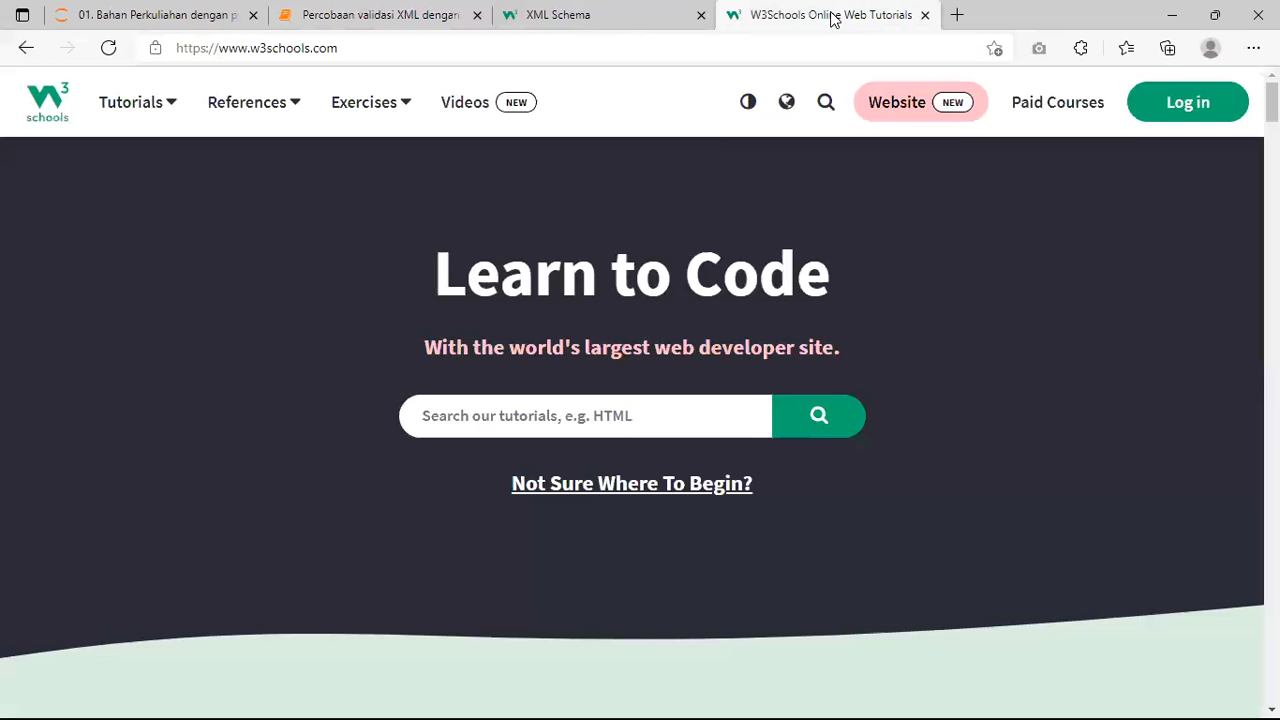 01. Bahan Perkuliahan dengan p
Percobaan validasi XML dengan
XML Schema
W3Schools Online Web Tutorials
https://www.w3schools.com
3
schools
Tutorials
References
Exercises
Videos NEW
Website NEW
Paid Courses
Log in
Learn to Code
With the world's largest web developer site.
Search our tutorials, e.g. HTML
Not Sure Where To Begin?